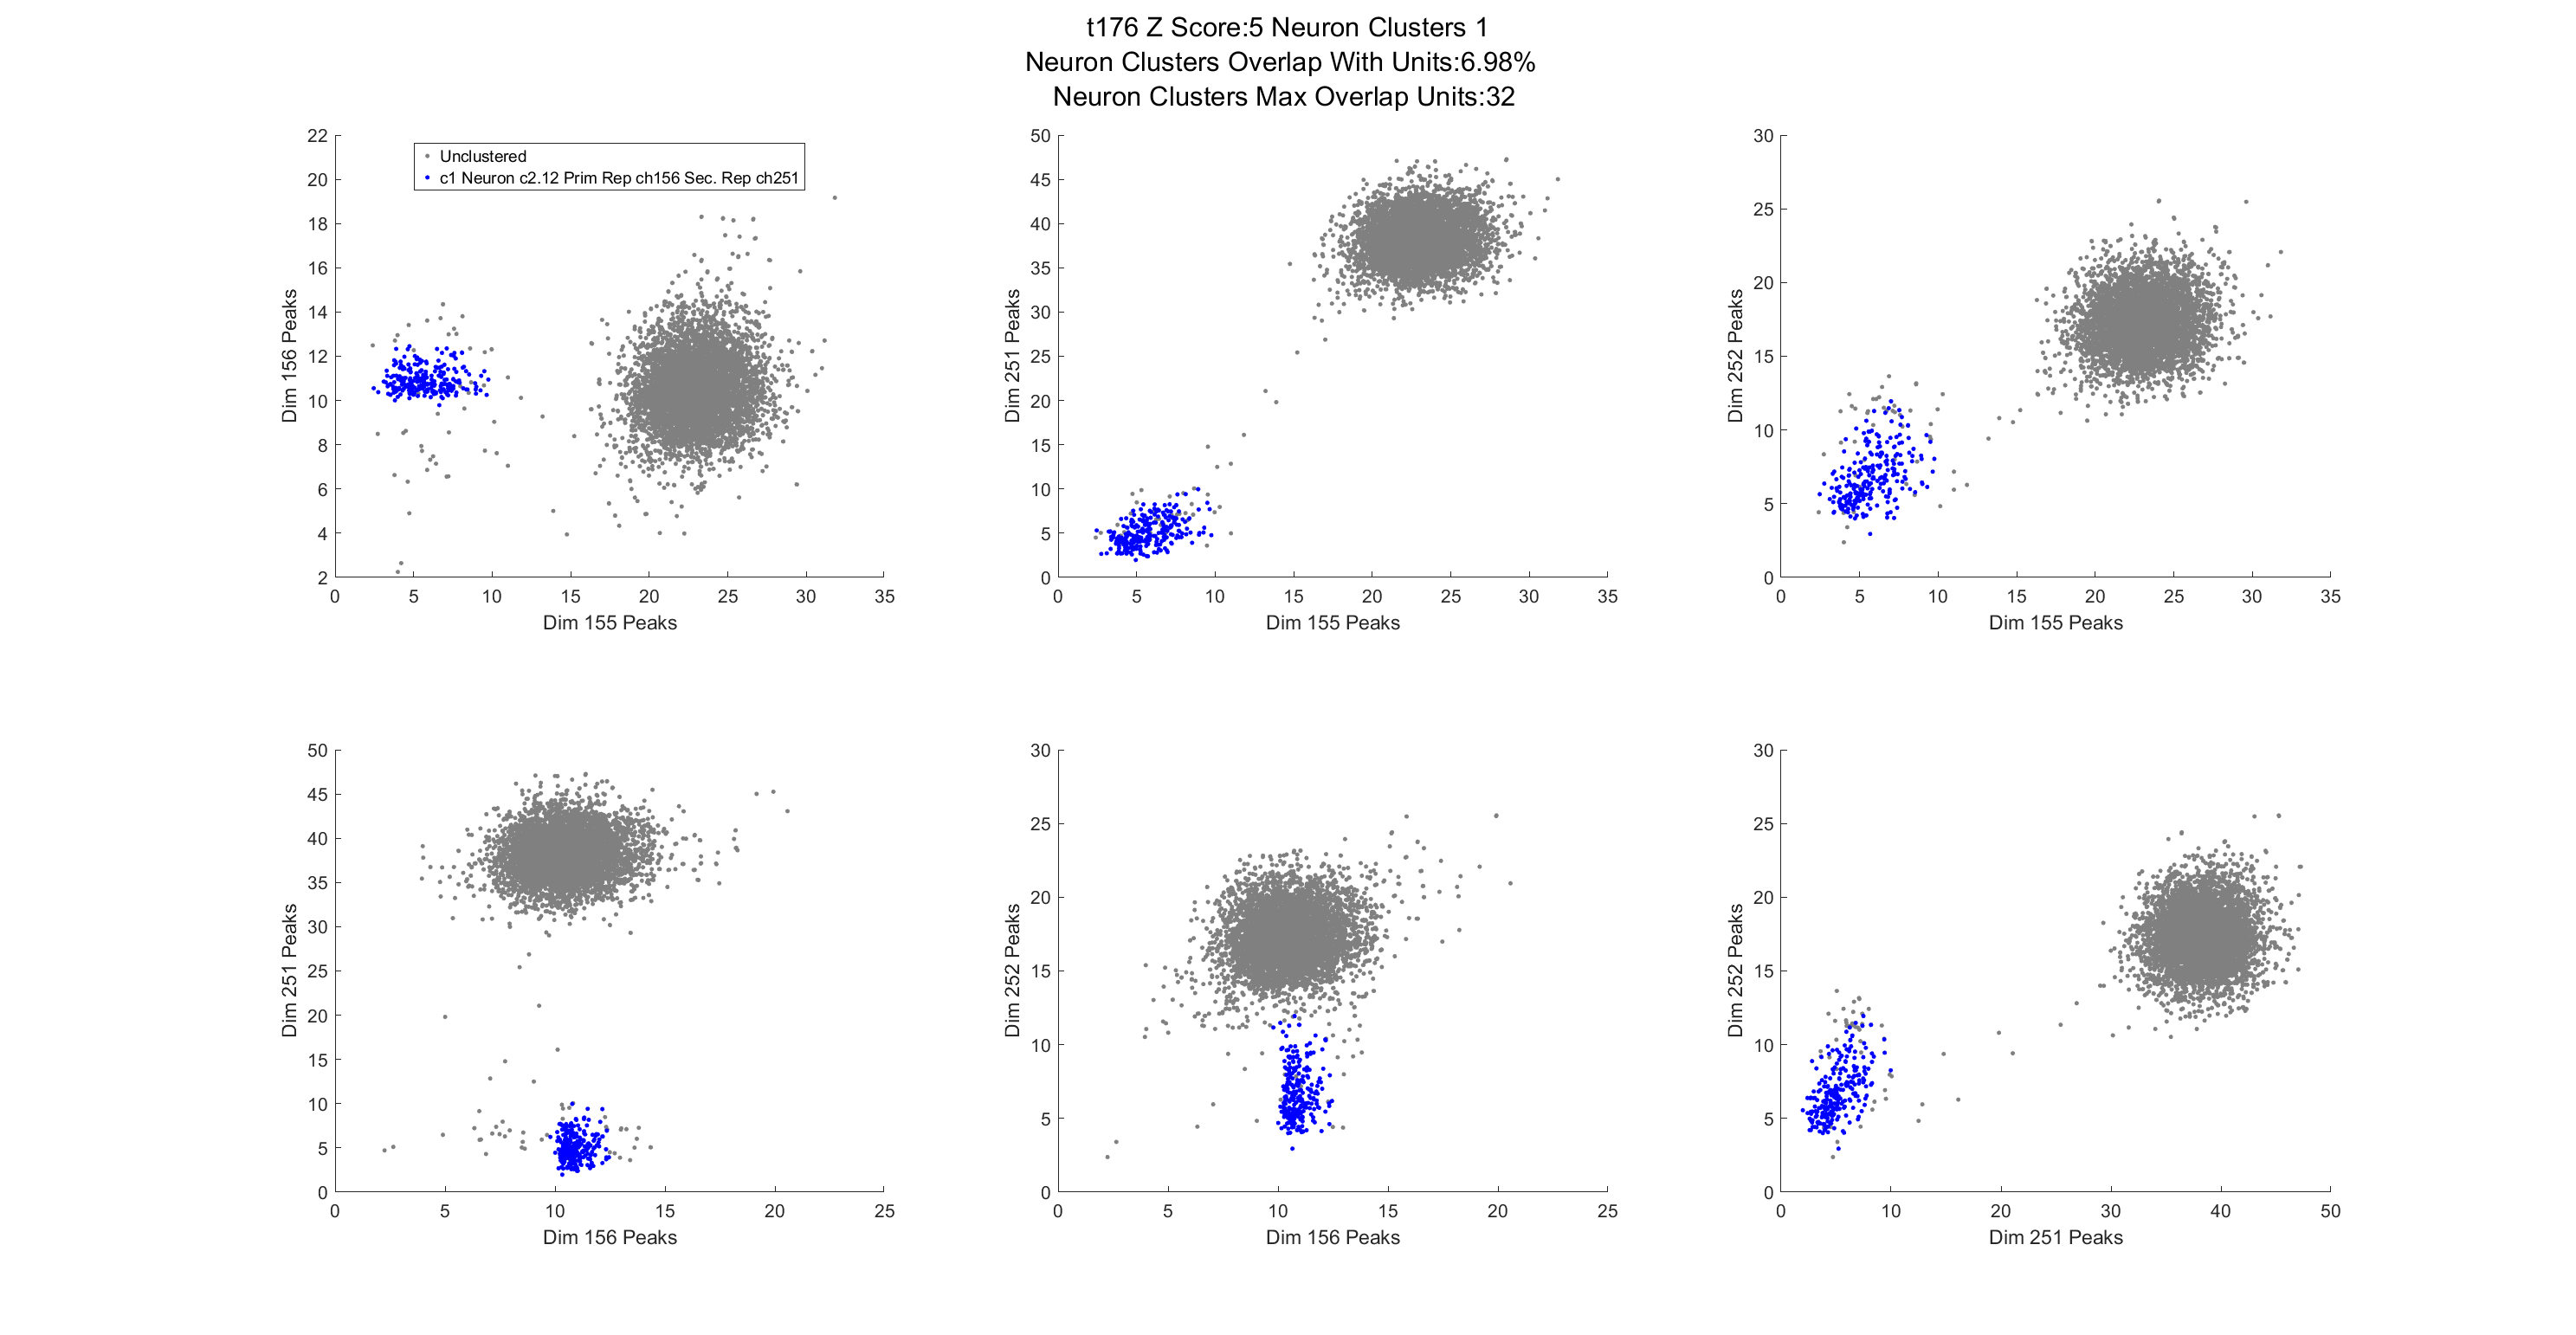 t176 Z Score:5 Neuron Clusters 1
Neuron Clusters Overlap With Units:6.98%
Neuron Clusters Max Overlap Units:32
22
20
18
16
14
12
10
8
6
4
2
Dim 156 Peaks
Unclustered
c1 Neuron c2.12 Prim Rep ch156 Sec. Rep ch251
0 5 10 15 20 25 30 35
Dim 155 Peaks
50
45
40
35
30
25
20
15
10
5
0
Dim 251 Peaks
0 5 10 15 20 25 30 35
Dim 155 Peaks
30
25
20
15
10
5
0
Dim 252 Peaks
0 5 10 15 20 25 30 35
Dim 155 Peaks
50
45
40
35
30
25
20
15
10
5
0
Dim 251 Peaks
0 5 10 15 20 25
Dim 156 Peaks
30
25
20
15
10
5
0
Dim 252 Peaks
0 5 10 15 20 25
Dim 156 Peaks
30
25
20
15
10
5
0
Dim 252 Peaks
0 10 20 30 40 50
Dim 251 Peaks